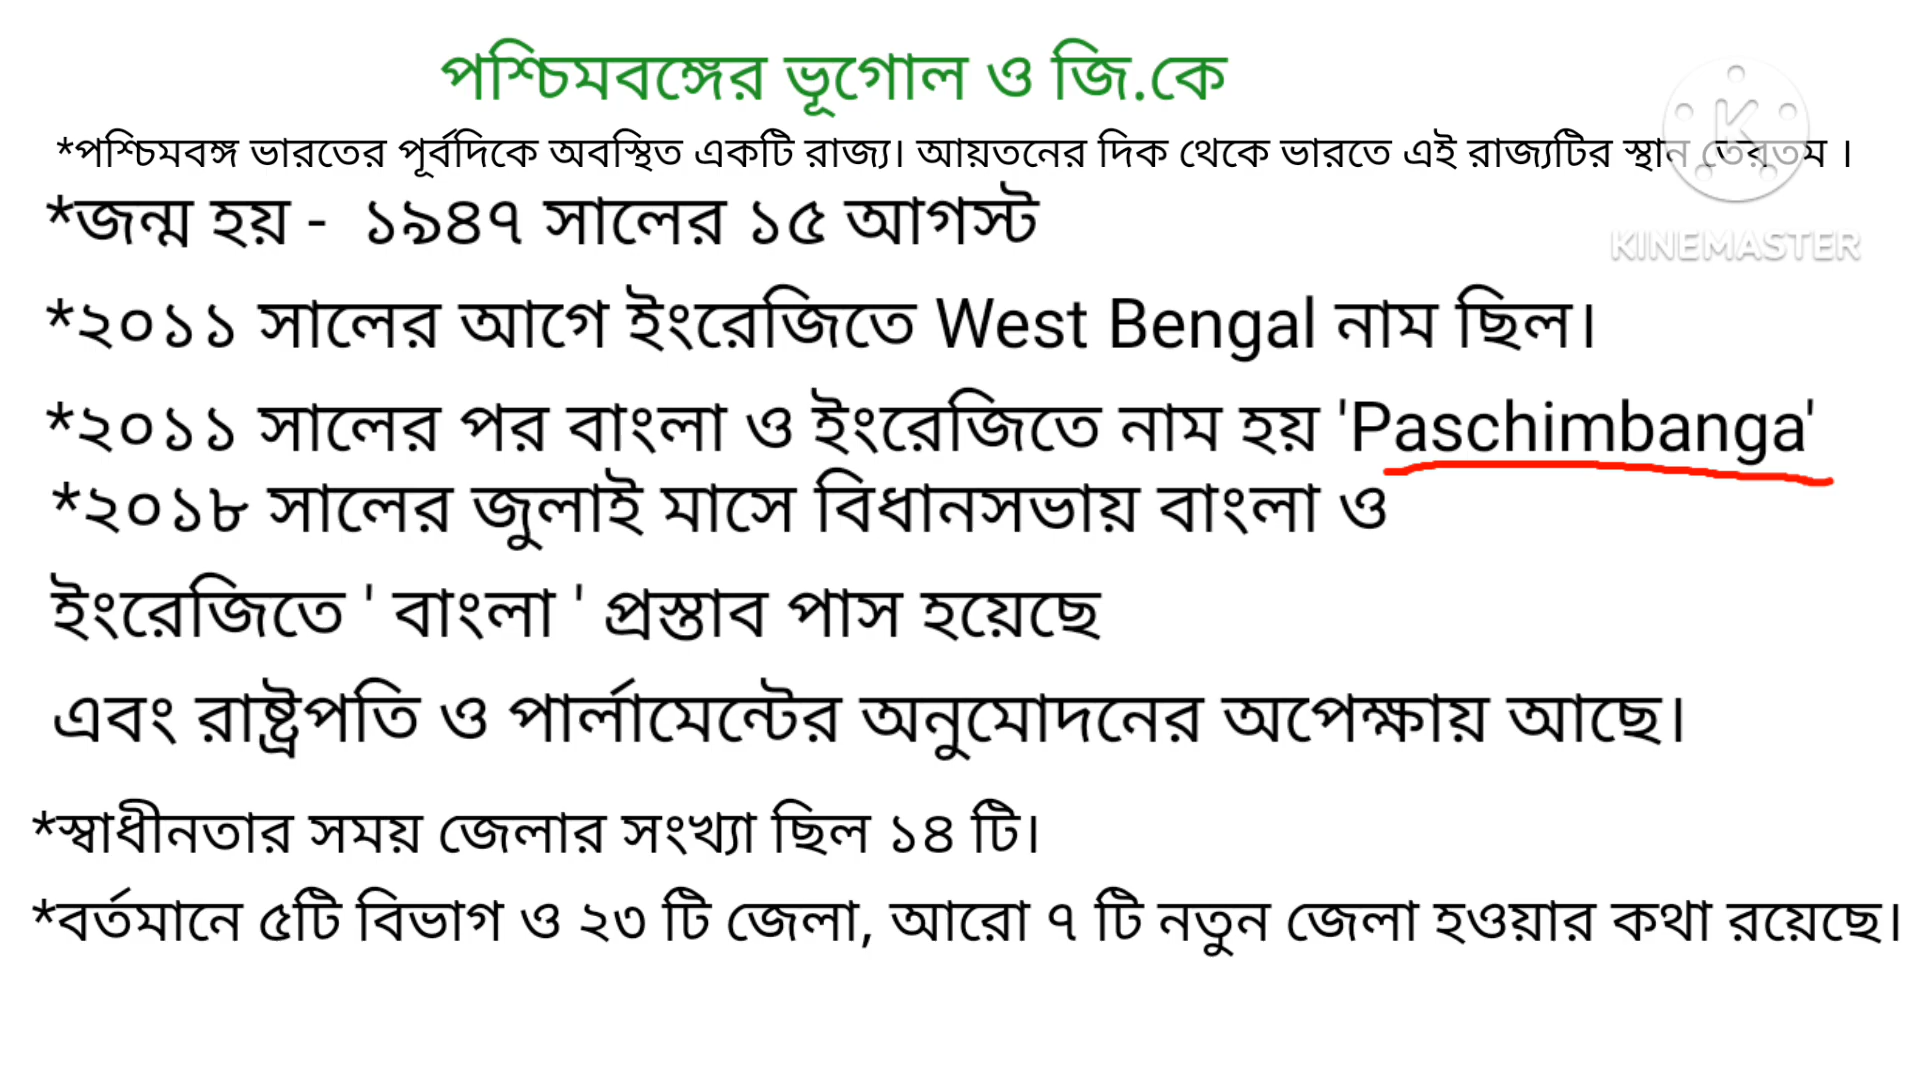 পশ্চিমবঙ্গের ভূগোল ও জি.কে
*পশ্চিমবঙ্গ ভারতের পূর্বদিকে অবস্থিত একটি রাজ্য। আয়তনের দিক থেকে ভারতে এই রাজ্যটির স্থান তেরতম ।
*জন্ম হয় - ১৯৪৭ সালের ১৫ আগস্ট
K
KINEMASTER
*২০১১ সালের আগে ইংরেজিতে West Bengal নাম ছিল।
*২০১১ সালের পর বাংলা ও ইংরেজিতে নাম হয় 'Paschimbanga'
*২০১৮ সালের জুলাই মাসে বিধানসভায় বাংলা ও
ইংরেজিতে ' বাংলা ' প্রস্তাব পাস হয়েছে
এবং রাষ্ট্রপতি ও পার্লামেন্টের অনুমোদনের অপেক্ষায় আছে।
*স্বাধীনতার সময় জেলার সংখ্যা ছিল ১৪ টি।
*বর্তমানে ৫টি বিভাগ ও ২৩ টি জেলা, আরো ৭ টি নতুন জেলা হওয়ার কথা রয়েছে।